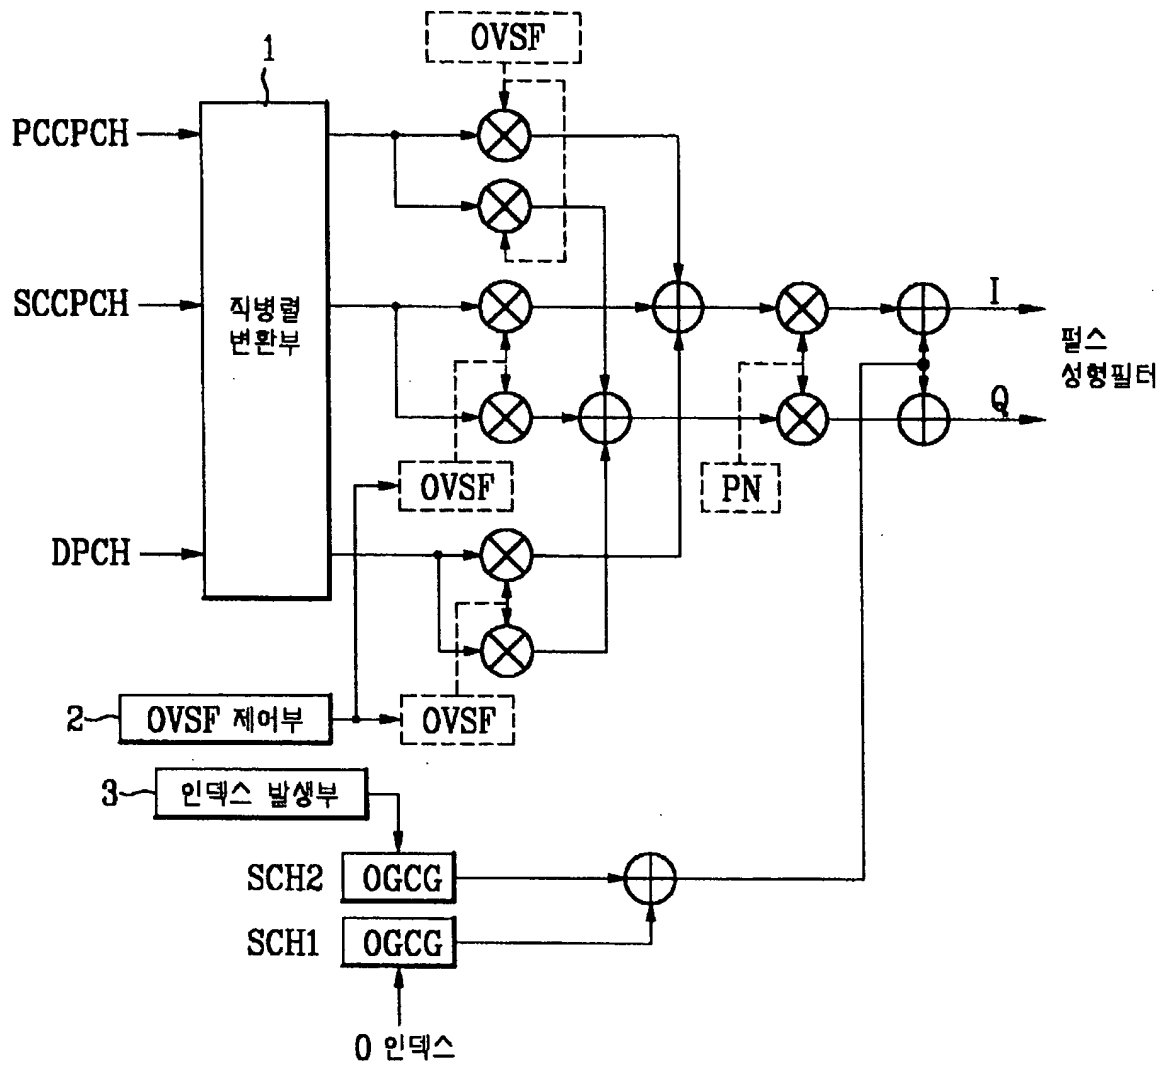 OVSF
1
PCCPCH
SCCPCH
직병렬
변환부
I
펄스
성형필터
Q
OVSF
PN
DPCH
2
OVSF 제어부
OVSF
3
인덱스 발생부
SCH2
OGCG
SCH1
OGCG
0 인덱스